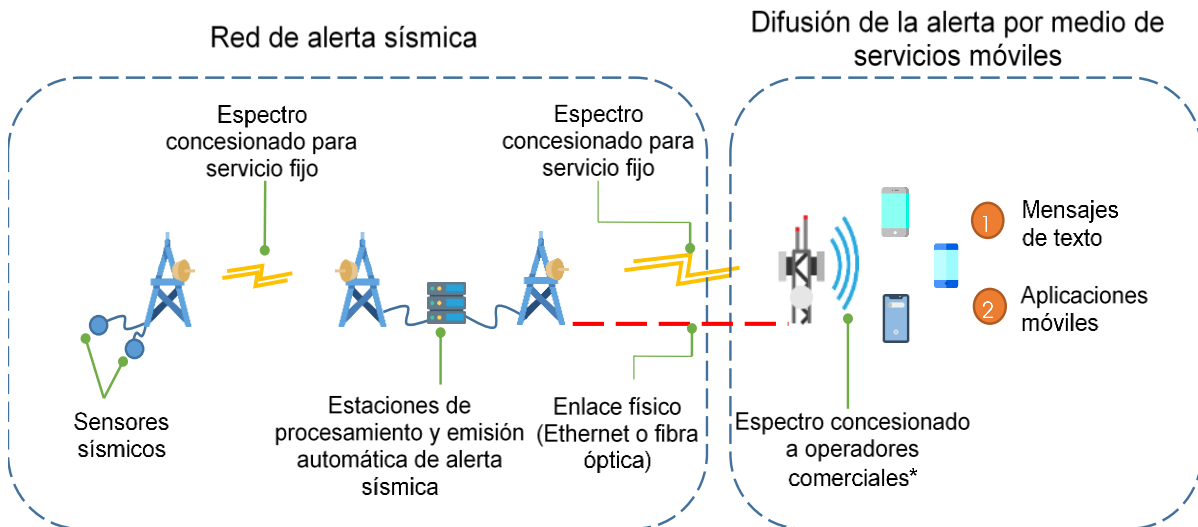 Red de alerta sísmica
Difusión de la alerta por medio de
servicios móviles
Espectro
concesionado para
servicio fijo
Espectro
concesionado para
servicio fijo
1
Mensajes
de texto
2
Aplicaciones
móviles
Sensores
sísmicos
Estaciones de
procesamiento y emisión
automática de alerta
sísmica
Enlace físico
(Ethernet o fibra
óptica)
Espectro concesionado
a operadores
comerciales*